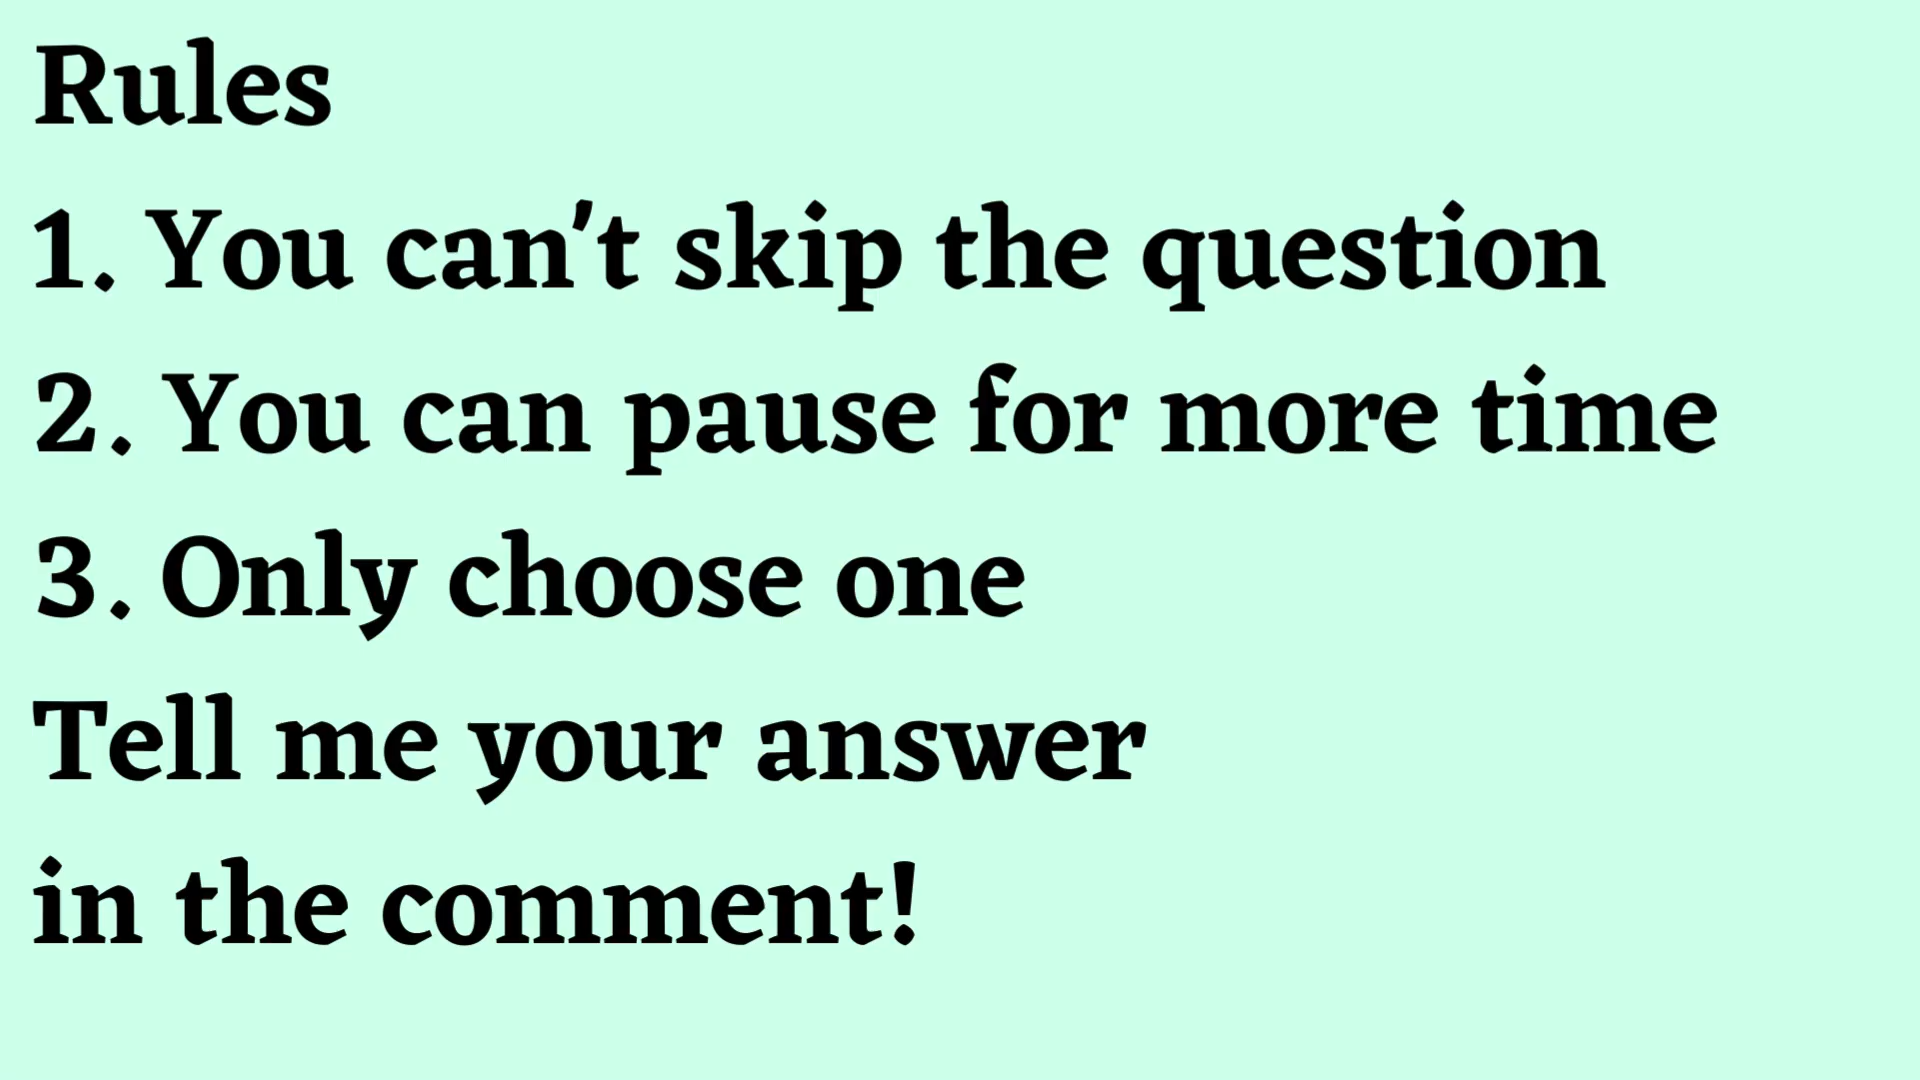 Rules
1. You can't skip the question
2. You can pause for more time
3. Only choose one
Tell me your answer
in the comment!